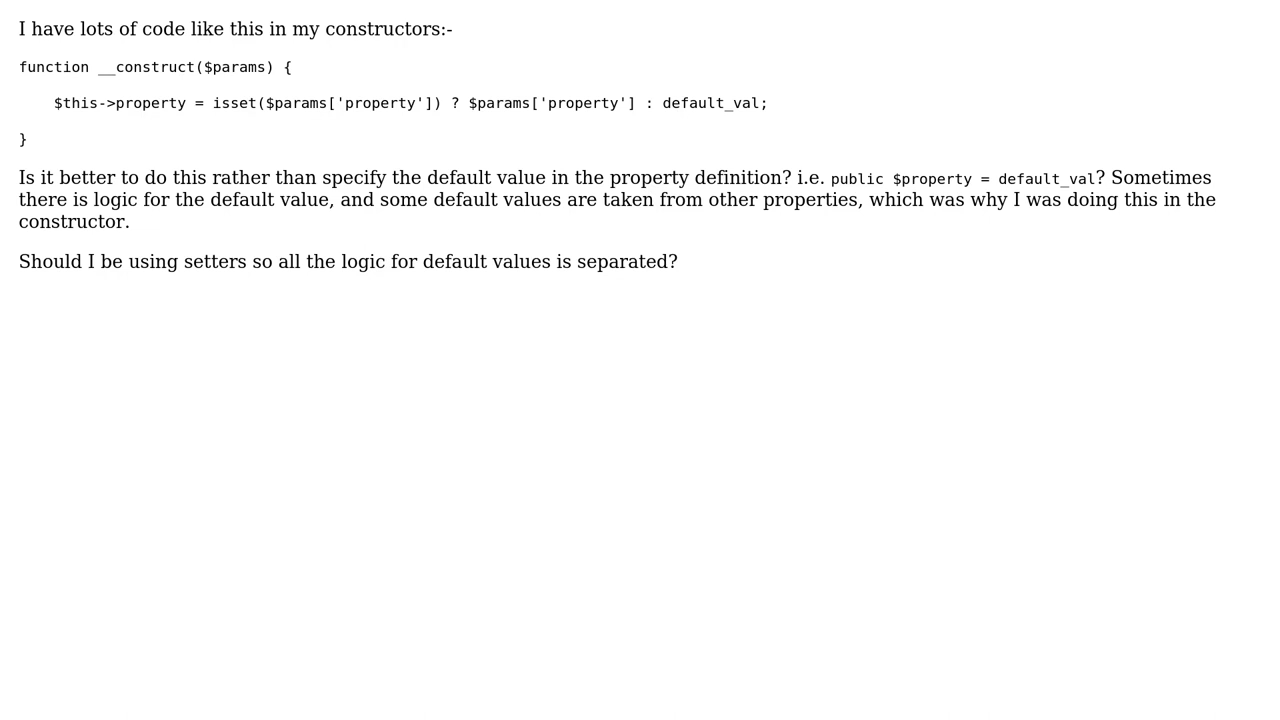 I have lots of code like this in my constructors:-
function __construct($params) {
    $this->property = isset($params['property']) ? $params['property'] : default_val;
}
Is it better to do this rather than specify the default value in the property definition? i.e. public $property = default_val? Sometimes
there is logic for the default value, and some default values are taken from other properties, which was why I was doing this in the
constructor.
Should I be using setters so all the logic for default values is separated?